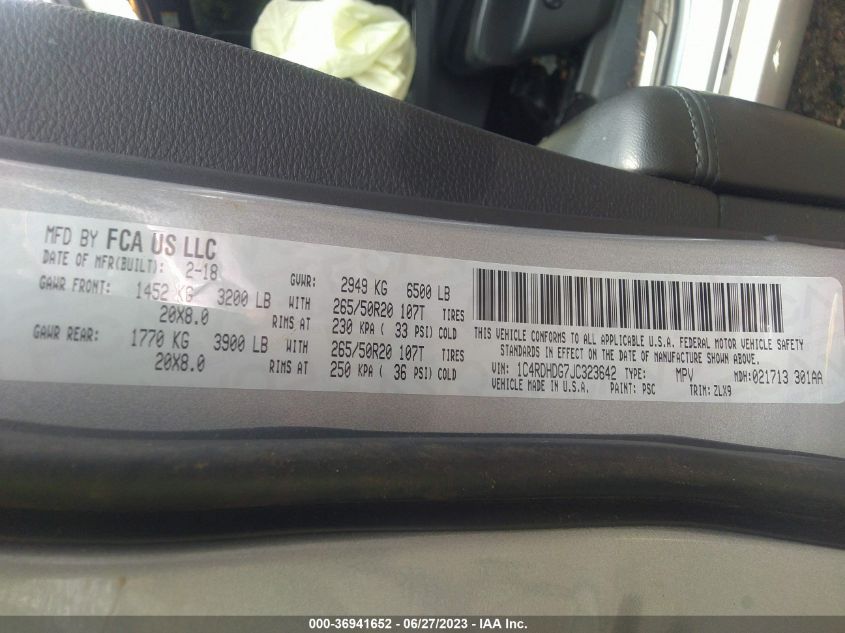 MFD BY FCA US LLC
DATE OF MFR(BUILT): 2-18 GVWR: 2949 KG 6500 LB
GAWR FRONT: 1452 KG 3200 LB WITH 265/50R20 107T TIRES
20X8.0 RIMS AT 230 KPA ( 33 PSI) COLD
GAWR REAR: 1770 KG 3900 LB WITH 265/50R20 107T TIRES
20X8.0 RIMS AT 250 KPA ( 36 PSI) COLD
THIS VEHICLE CONFORMS TO ALL APPLICABLE U.S.A. FEDERAL MOTOR VEHICLE SAFETY
STANDARDS IN EFFECT ON THE DATE OF MANUFACTURE SHOWN ABOVE.
VIN: 1C4RDHDG7JC323642 TYPE: MPV MDH:021713 301AA
VEHICLE MADE IN U.S.A. PAINT: PSC TRIM: ZLX9
000-36941652 - 06/27/2023 - IAA Inc.